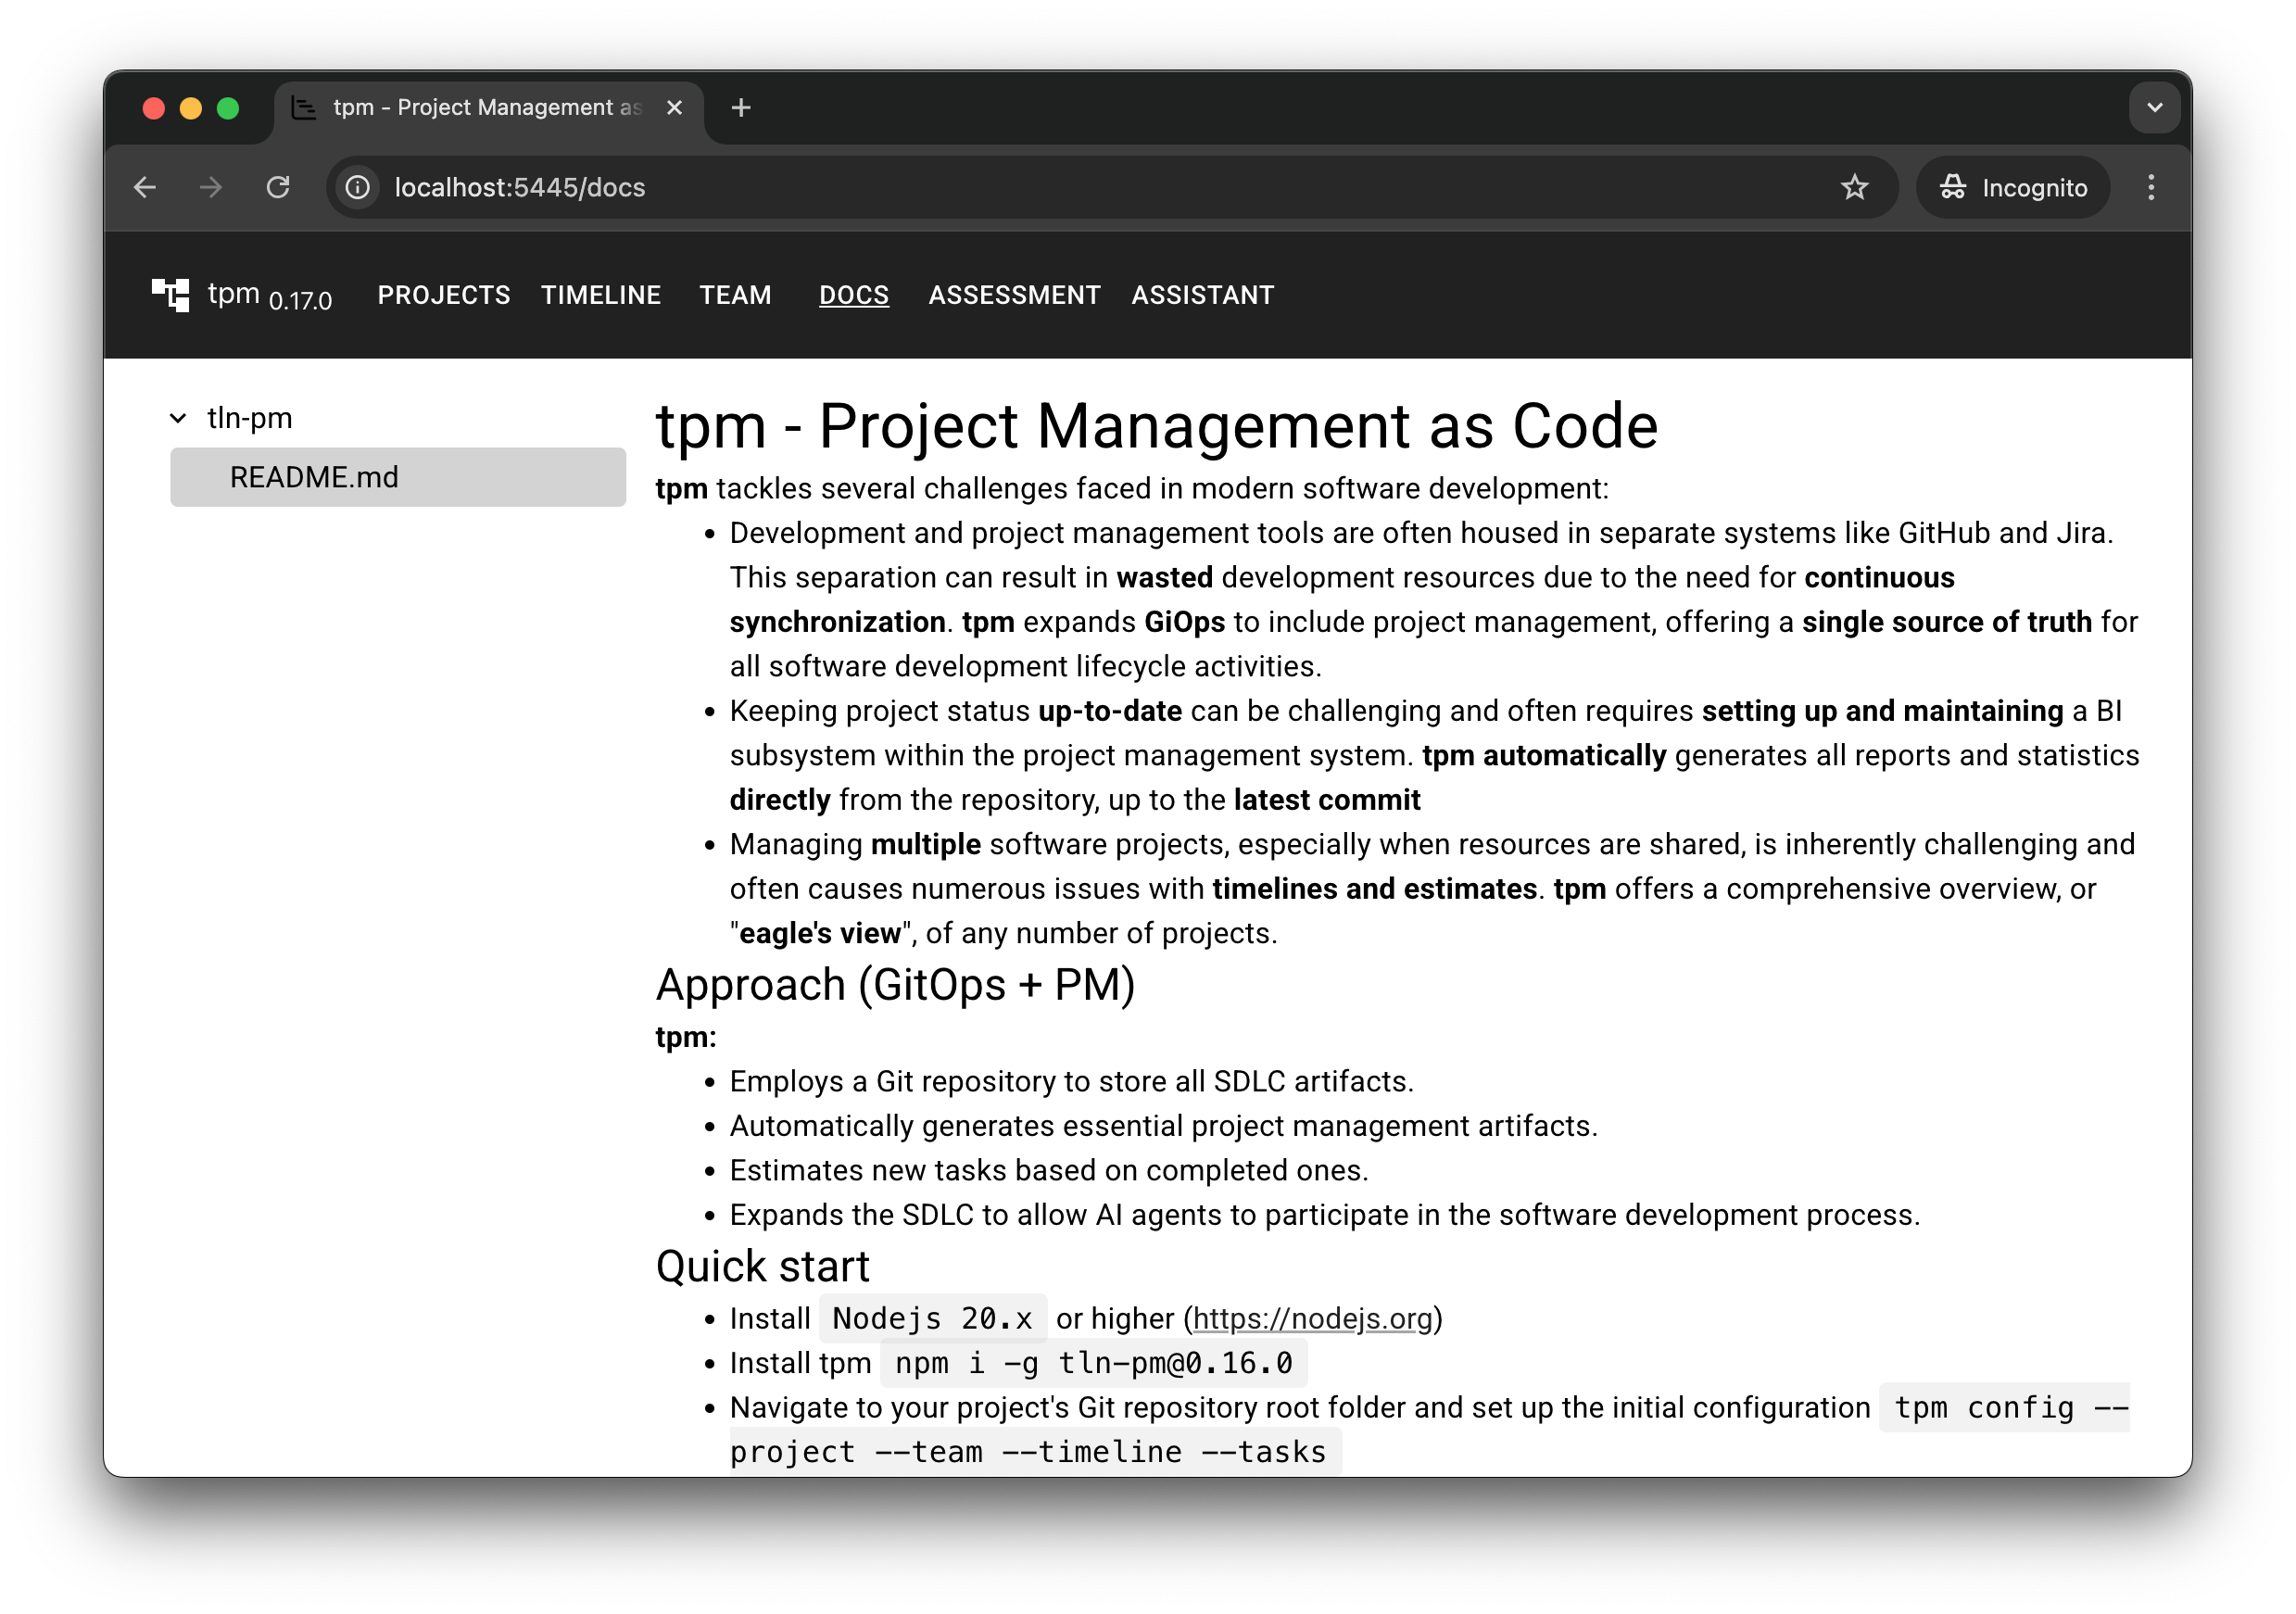 tpm - Project Management as
localhost:5445/docs
Incognito
tpm 0.17.0 PROJECTS TIMELINE TEAM DOCS ASSESSMENT ASSISTANT
tln-pm
README.md
tpm - Project Management as Code
tpm tackles several challenges faced in modern software development:
Development and project management tools are often housed in separate systems like GitHub and Jira.
This separation can result in wasted development resources due to the need for continuous
synchronization. tpm expands GiOps to include project management, offering a single source of truth for
all software development lifecycle activities.
Keeping project status up-to-date can be challenging and often requires setting up and maintaining a BI
subsystem within the project management system. tpm automatically generates all reports and statistics
directly from the repository, up to the latest commit
Managing multiple software projects, especially when resources are shared, is inherently challenging and
often causes numerous issues with timelines and estimates. tpm offers a comprehensive overview, or
"eagle's view", of any number of projects.
Approach (GitOps + PM)
tpm:
Employs a Git repository to store all SDLC artifacts.
Automatically generates essential project management artifacts.
Estimates new tasks based on completed ones.
Expands the SDLC to allow AI agents to participate in the software development process.
Quick start
Install Nodejs 20.x or higher (https://nodejs.org)
Install tpm npm i -g tln-pm@0.16.0
Navigate to your project's Git repository root folder and set up the initial configuration tpm config --
project --team --timeline --tasks